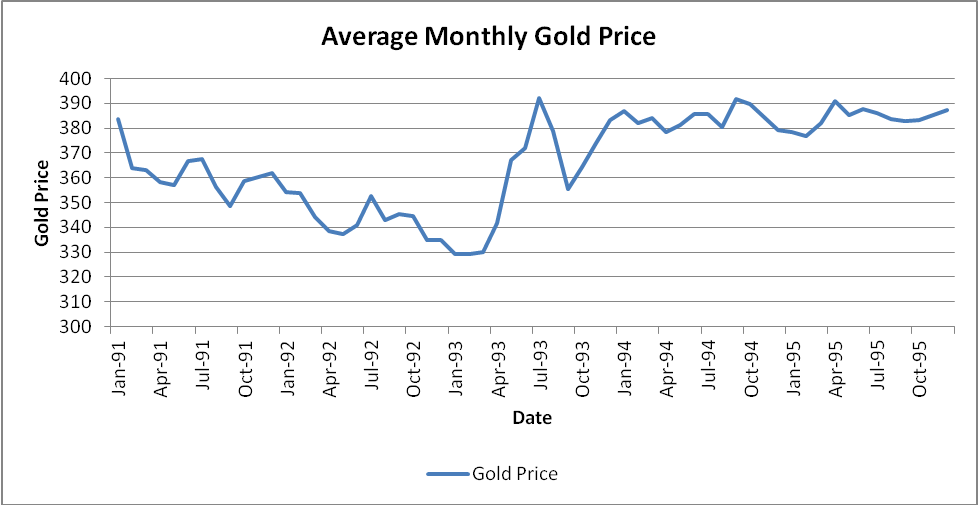 Average Monthly Gold Price
400
390
380
370
360
350
340
330
320
310
300
Gold Price
Jan-91
Apr-91
Jul-91
Oct-91
Jan-92
Apr-92
Jul-92
Oct-92
Jan-93
Apr-93
Jul-93
Oct-93
Jan-94
Apr-94
Jul-94
Oct-94
Jan-95
Apr-95
Jul-95
Oct-95
Date
Gold Price